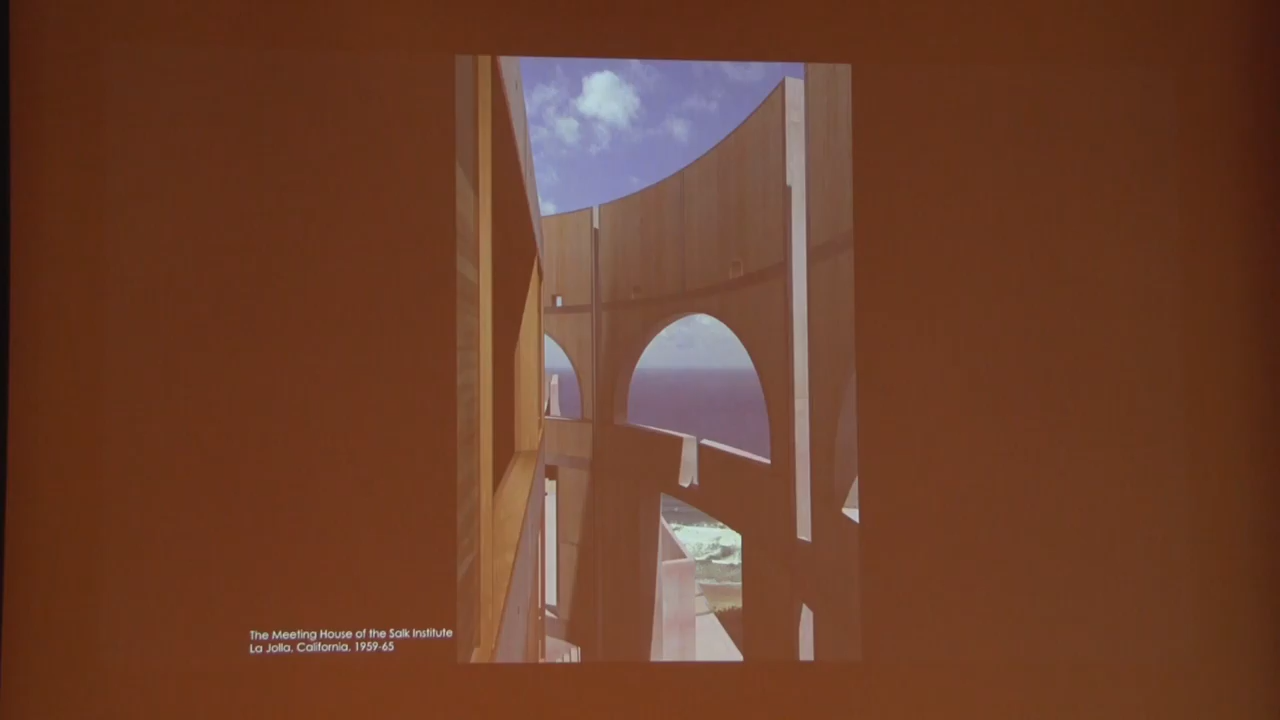 The Meeting House of the Salk Institute
La Jolla, California, 1959-65